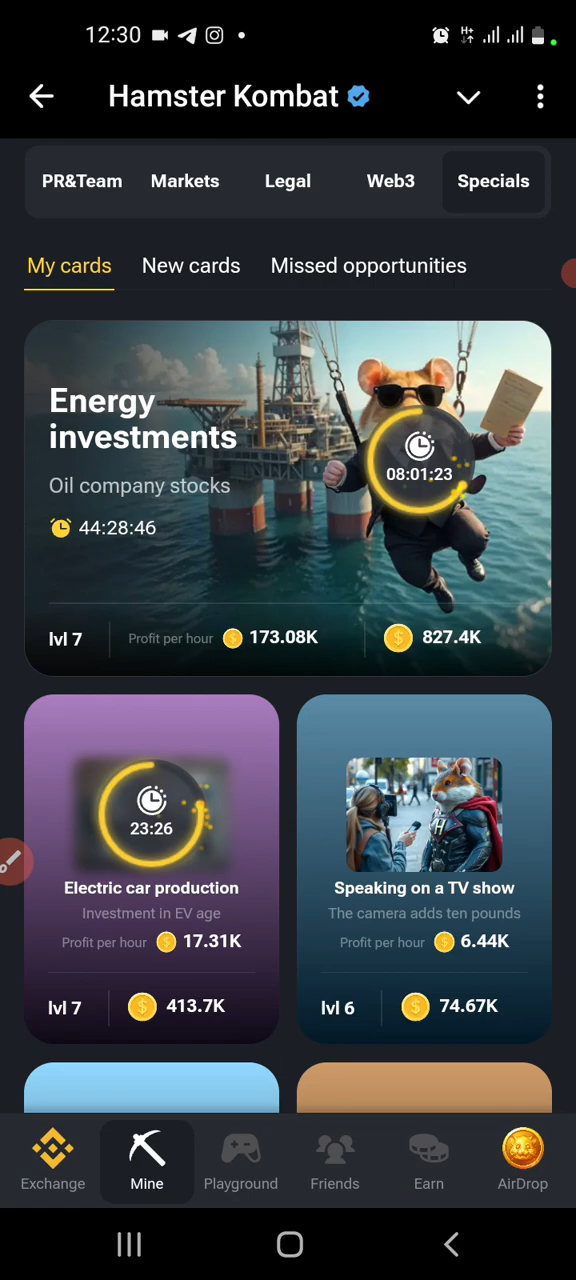 12:30
Hamster Kombat
PR&Team Markets Legal Web3 Specials
My cards New cards Missed opportunities
Energy
investments
Oil company stocks
44:28:46
08:01:23
lvl 7 Profit per hour 173.08K 827.4K
23:26
Electric car production
Investment in EV age
Profit per hour 17.31K
lvl 7 413.7K
Speaking on a TV show
The camera adds ten pounds
Profit per hour 6.44K
lvl 6 74.67K
Exchange Mine Playground Friends Earn AirDrop